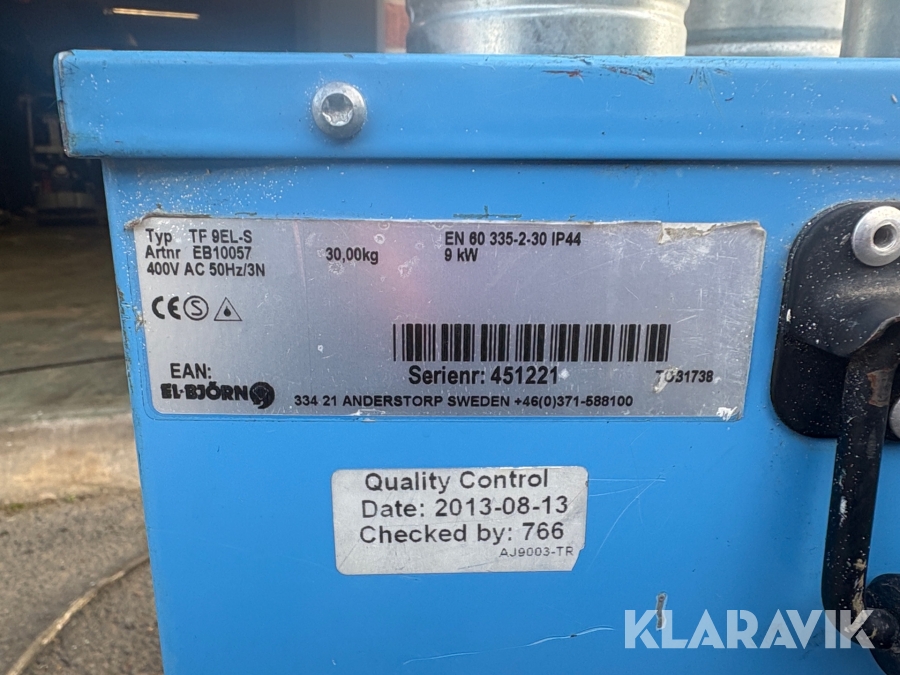 Typ TF 9EL-S
EN 60 335-2-30 IP44
Artnr EB10057
30,00kg
9 kW
400V AC 50Hz/3N
CE S
EAN:
EL-BJÖRN
Serienr: 451221
334 21 ANDERSTORP SWEDEN +46(0)371-588100
Quality Control
Date: 2013-08-13
Checked by: 766
AJ9003-TR
KLARAVIK